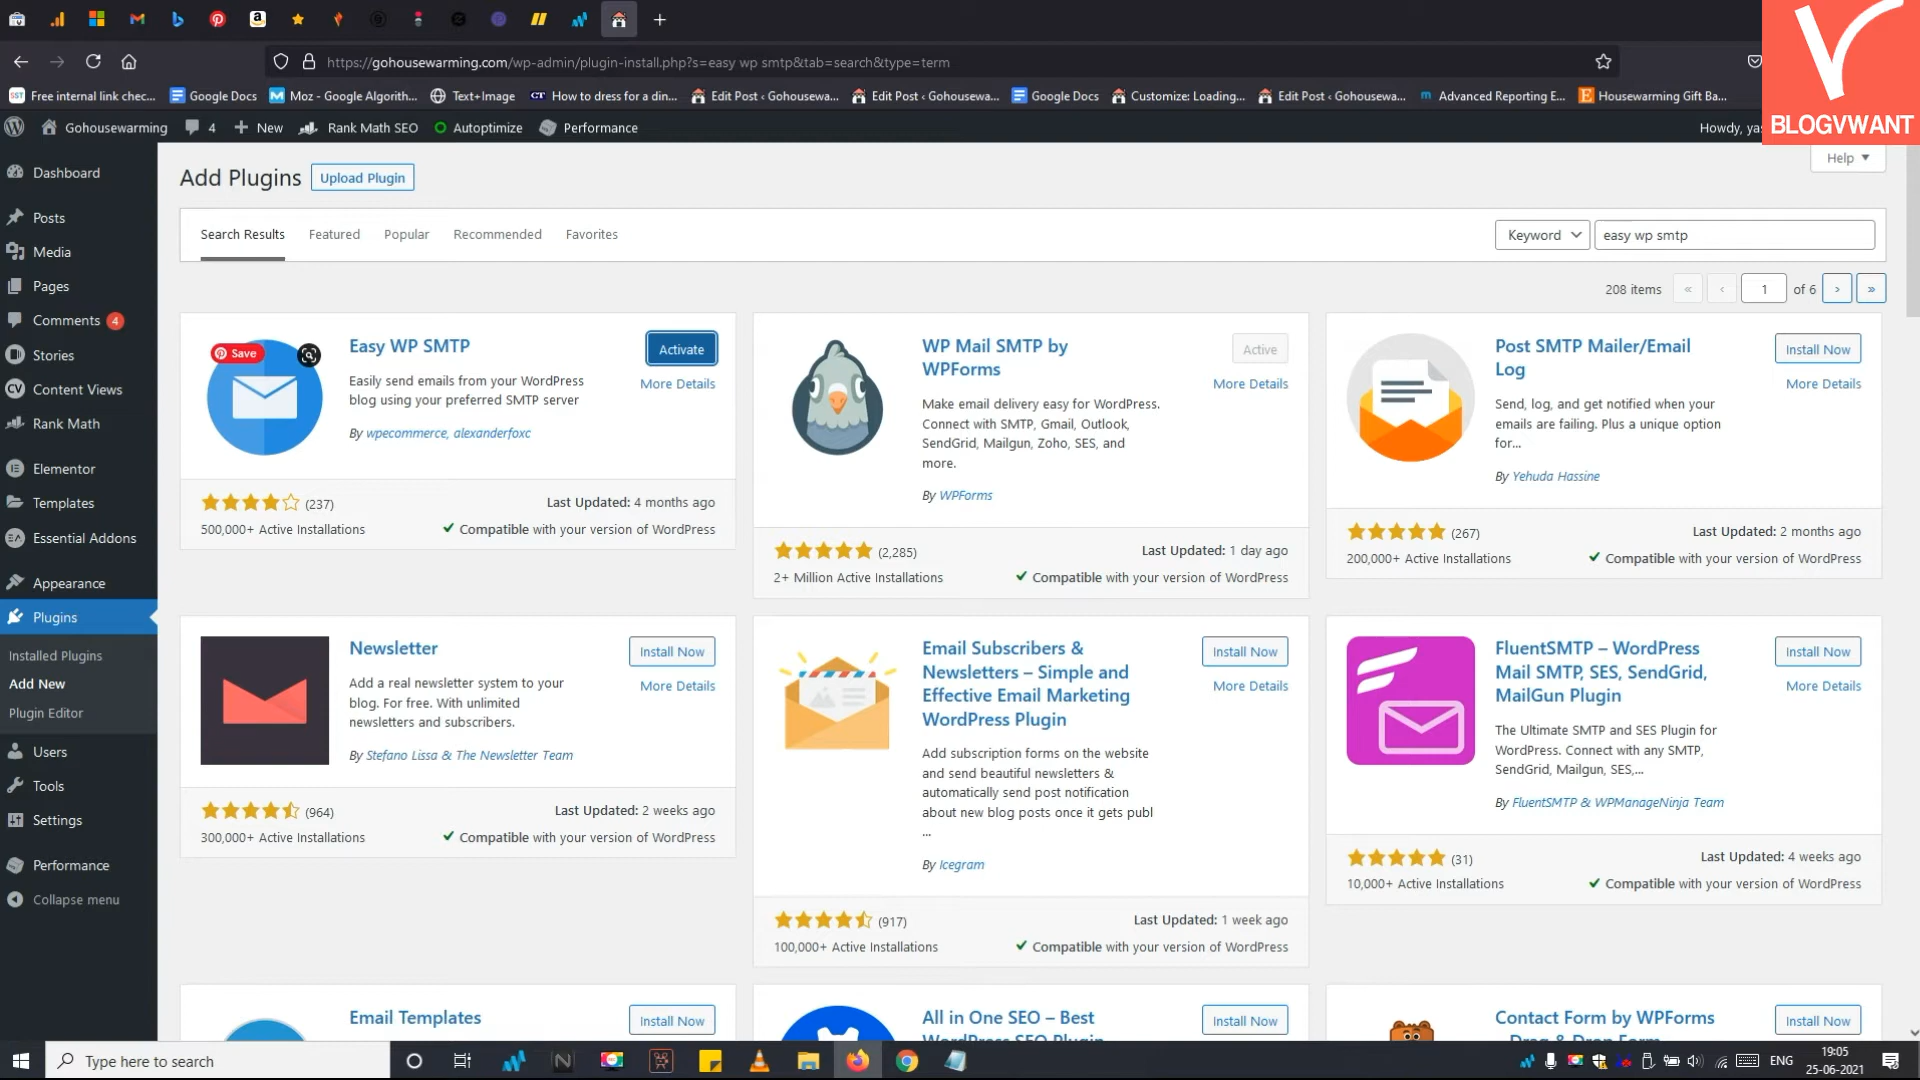 https://gohousewarming.com/wp-admin/plugin-install.php?s=easy wp smtp&tab=search&type=term
Free internal link chec...
Google Docs
Moz - Google Algorith...
Text+Image
How to dress for a din...
Edit Post ‹ Gohousewa...
Edit Post ‹ Gohousewa...
Google Docs
Customize: Loading...
Edit Post ‹ Gohousewa...
Advanced Reporting E...
Housewarming Gift Ba...
BLOGVWANT
Gohousewarming
4
New
Rank Math SEO
Autoptimize
Performance
Howdy, yas
Help
Dashboard
Posts
Media
Pages
Comments 4
Stories
Content Views
Rank Math
Elementor
Templates
Essential Addons
Appearance
Plugins
Installed Plugins
Add New
Plugin Editor
Users
Tools
Settings
Performance
Collapse menu
Add Plugins
Upload Plugin
Search Results
Featured
Popular
Recommended
Favorites
Keyword
easy wp smtp
208 items « ‹ 1 of 6 › »
Save
Easy WP SMTP
Activate
More Details
Easily send emails from your WordPress
blog using your preferred SMTP server
By wpecommerce, alexanderfoxc
(237)
Last Updated: 4 months ago
500,000+ Active Installations
Compatible with your version of WordPress
WP Mail SMTP by
WPForms
Active
More Details
Make email delivery easy for WordPress.
Connect with SMTP, Gmail, Outlook,
SendGrid, Mailgun, Zoho, SES, and
more.
By WPForms
(2,285)
Last Updated: 1 day ago
2+ Million Active Installations
Compatible with your version of WordPress
Post SMTP Mailer/Email
Log
Install Now
More Details
Send, log, and get notified when your
emails are failing. Plus a unique option
for...
By Yehuda Hassine
(267)
Last Updated: 2 months ago
200,000+ Active Installations
Compatible with your version of WordPress
Newsletter
Install Now
More Details
Add a real newsletter system to your
blog. For free. With unlimited
newsletters and subscribers.
By Stefano Lissa & The Newsletter Team
(964)
Last Updated: 2 weeks ago
300,000+ Active Installations
Compatible with your version of WordPress
Email Subscribers &
Newsletters – Simple and
Effective Email Marketing
WordPress Plugin
Install Now
More Details
Add subscription forms on the website
and send beautiful newsletters &
automatically send post notification
about new blog posts once it gets publ
...
By Icegram
(917)
Last Updated: 1 week ago
100,000+ Active Installations
Compatible with your version of WordPress
FluentSMTP – WordPress
Mail SMTP, SES, SendGrid,
MailGun Plugin
Install Now
More Details
The Ultimate SMTP and SES Plugin for
WordPress. Connect with any SMTP,
SendGrid, Mailgun, SES,...
By FluentSMTP & WPManageNinja Team
(31)
Last Updated: 4 weeks ago
10,000+ Active Installations
Compatible with your version of WordPress
Email Templates
Install Now
All in One SEO – Best
WordPress SEO Plugin
Install Now
Contact Form by WPForms
– Drag & Drop Form
Install Now
Type here to search
ENG
19:05
25-06-2021